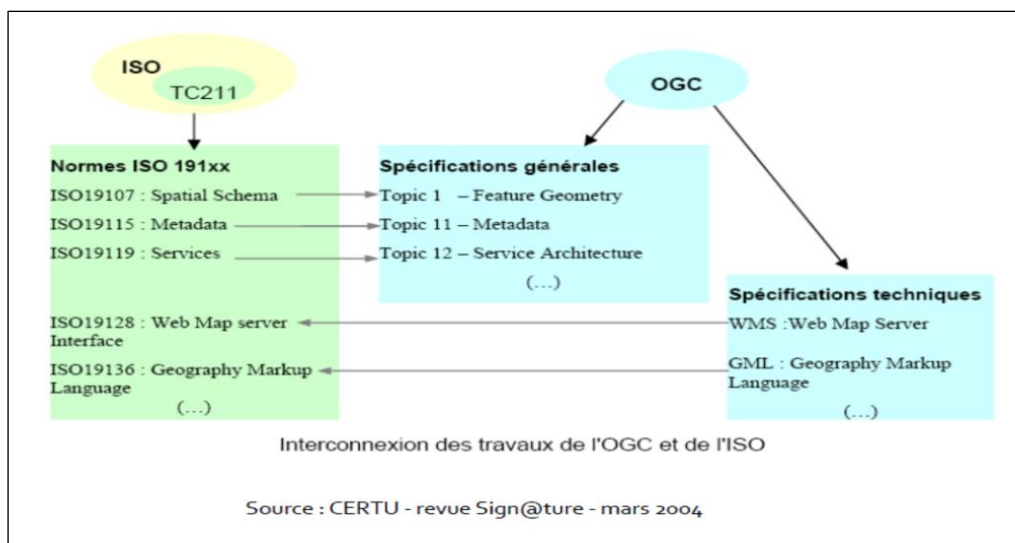 ISO
TC211
OGC
Normes ISO 191xx
ISO19107 : Spatial Schema
ISO19115 : Metadata
ISO19119 : Services
ISO19128 : Web Map server
Interface
ISO19136 : Geography Markup
Language
(…)
Spécifications générales
Topic 1 – Feature Geometry
Topic 11 – Metadata
Topic 12 – Service Architecture
(…)
Spécifications techniques
WMS :Web Map Server
GML : Geography Markup
Language
(…)
Interconnexion des travaux de l'OGC et de l'ISO
Source : CERTU - revue Sign@ture - mars 2004